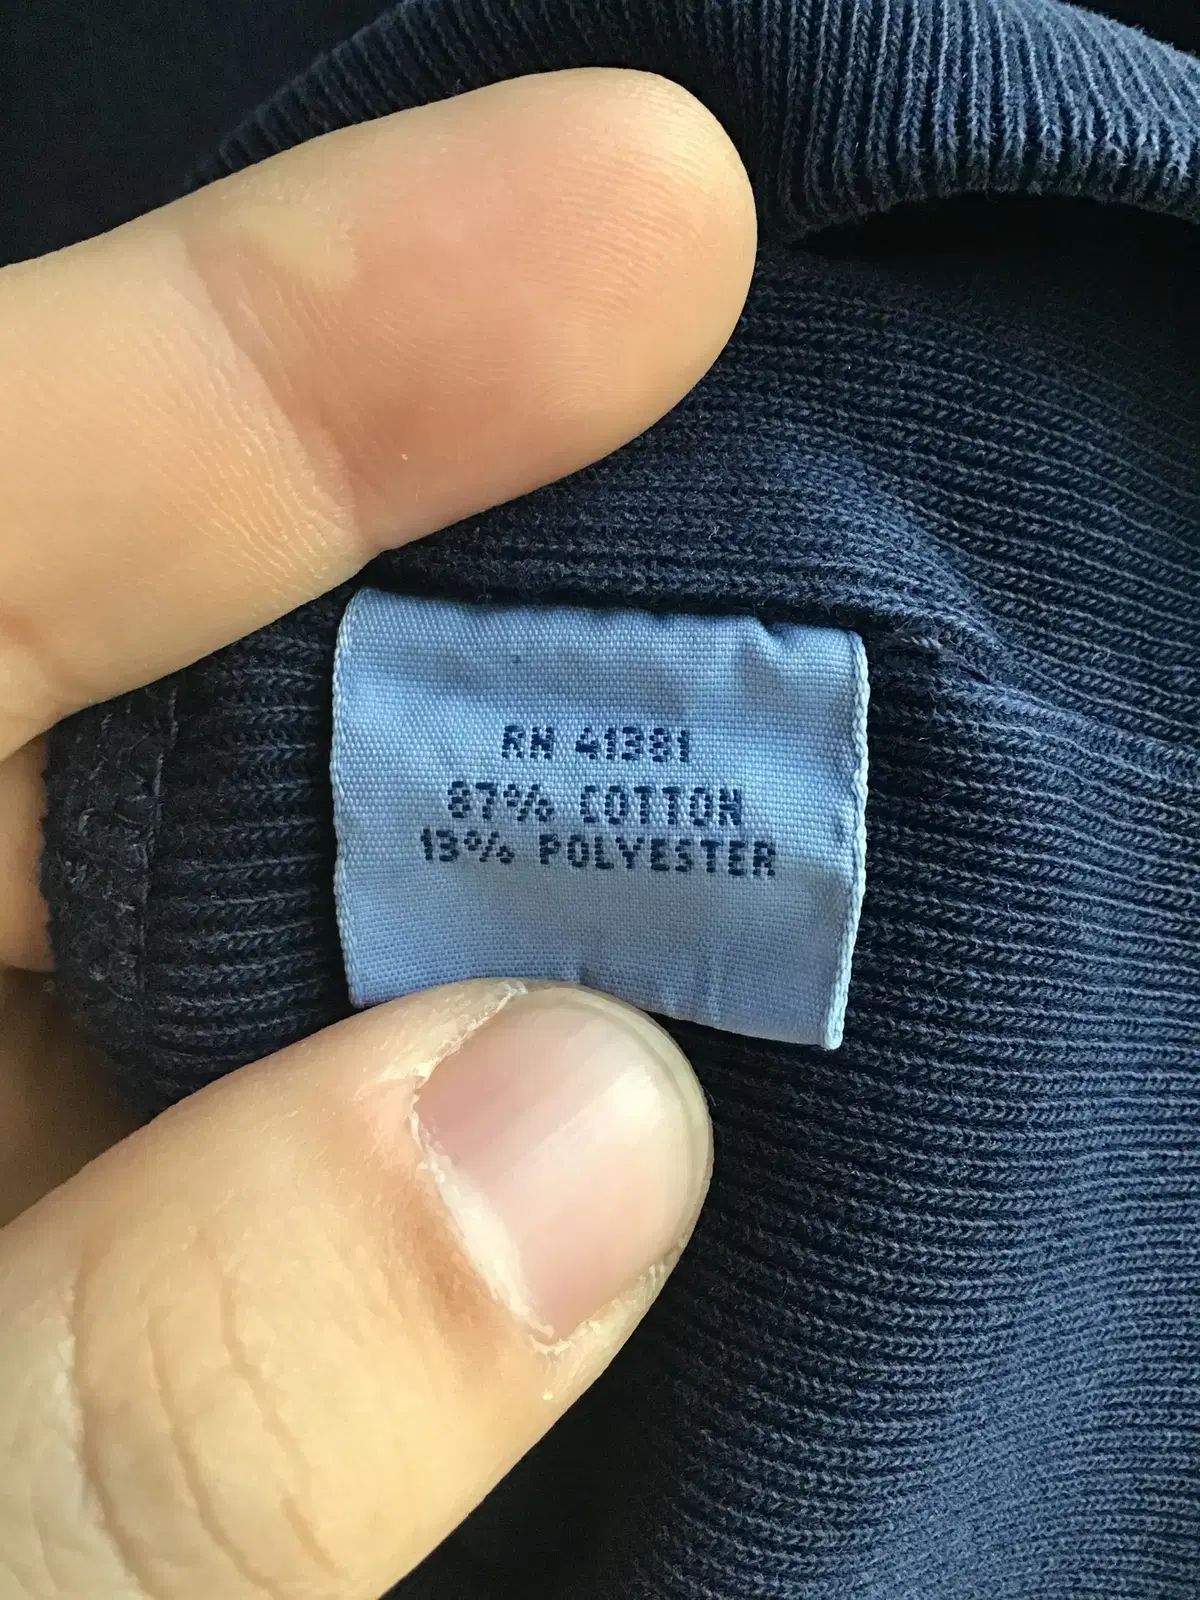 RN 41381
87% COTTON
13% POLYESTER